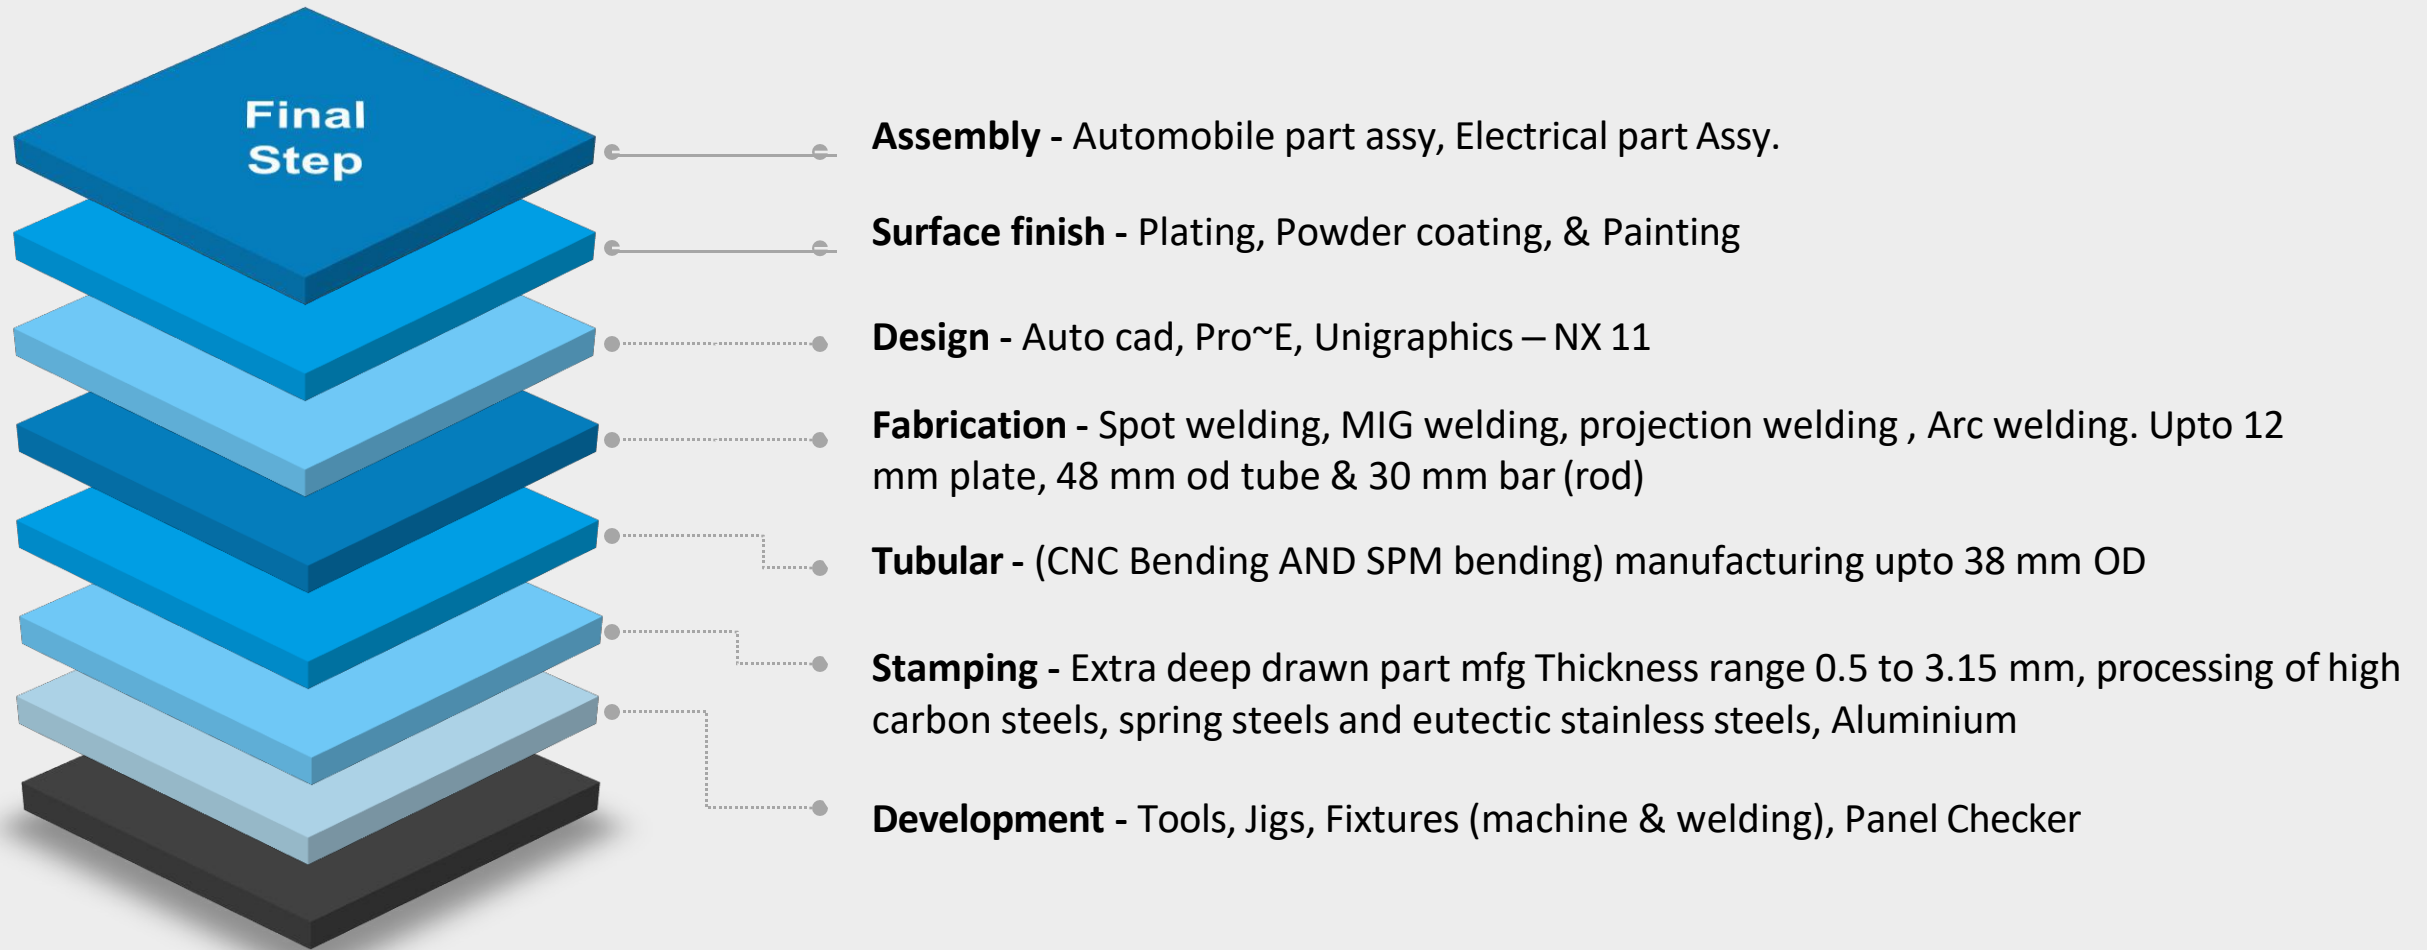 Final
Step
Assembly - Automobile part assy, Electrical part Assy.
Surface finish - Plating, Powder coating, & Painting
Design - Auto cad, Pro~E, Unigraphics – NX 11
Fabrication - Spot welding, MIG welding, projection welding , Arc welding. Upto 12
mm plate, 48 mm od tube & 30 mm bar (rod)
Tubular - (CNC Bending AND SPM bending) manufacturing upto 38 mm OD
Stamping - Extra deep drawn part mfg Thickness range 0.5 to 3.15 mm, processing of high
carbon steels, spring steels and eutectic stainless steels, Aluminium
Development - Tools, Jigs, Fixtures (machine & welding), Panel Checker